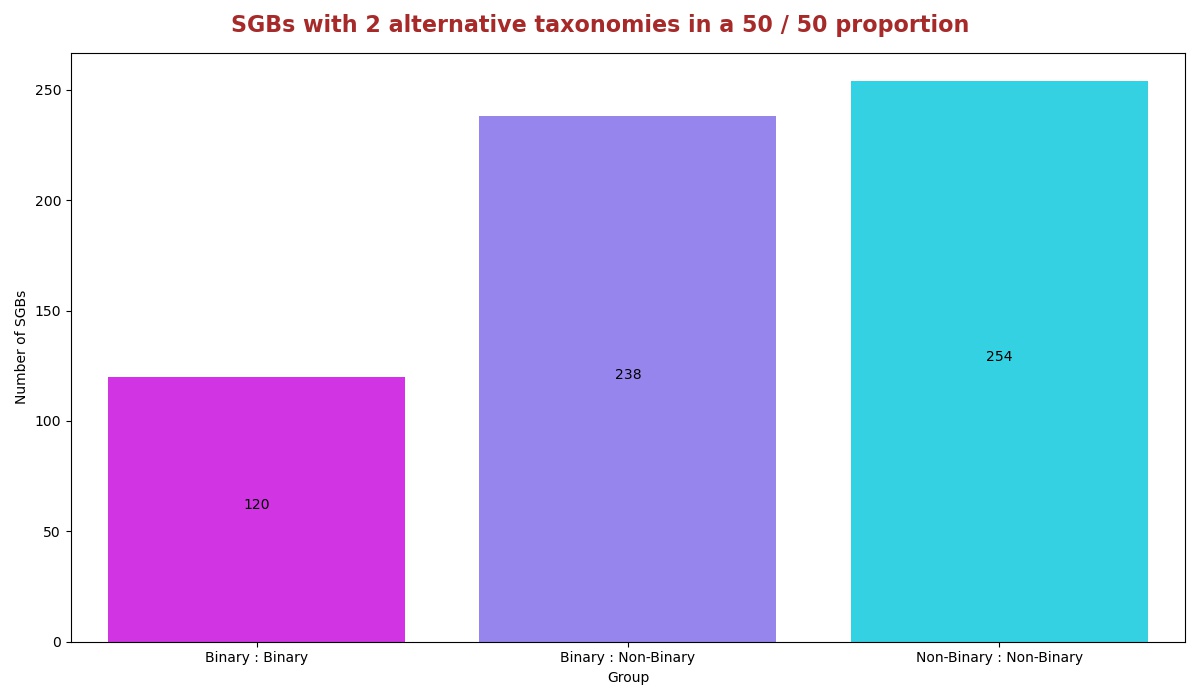 SGBs with 2 alternative taxonomies in a 50 / 50 proportion
250
200
150
100
50
0
Number of SGBs
120
238
254
Binary : Binary
Binary : Non-Binary
Non-Binary : Non-Binary
Group